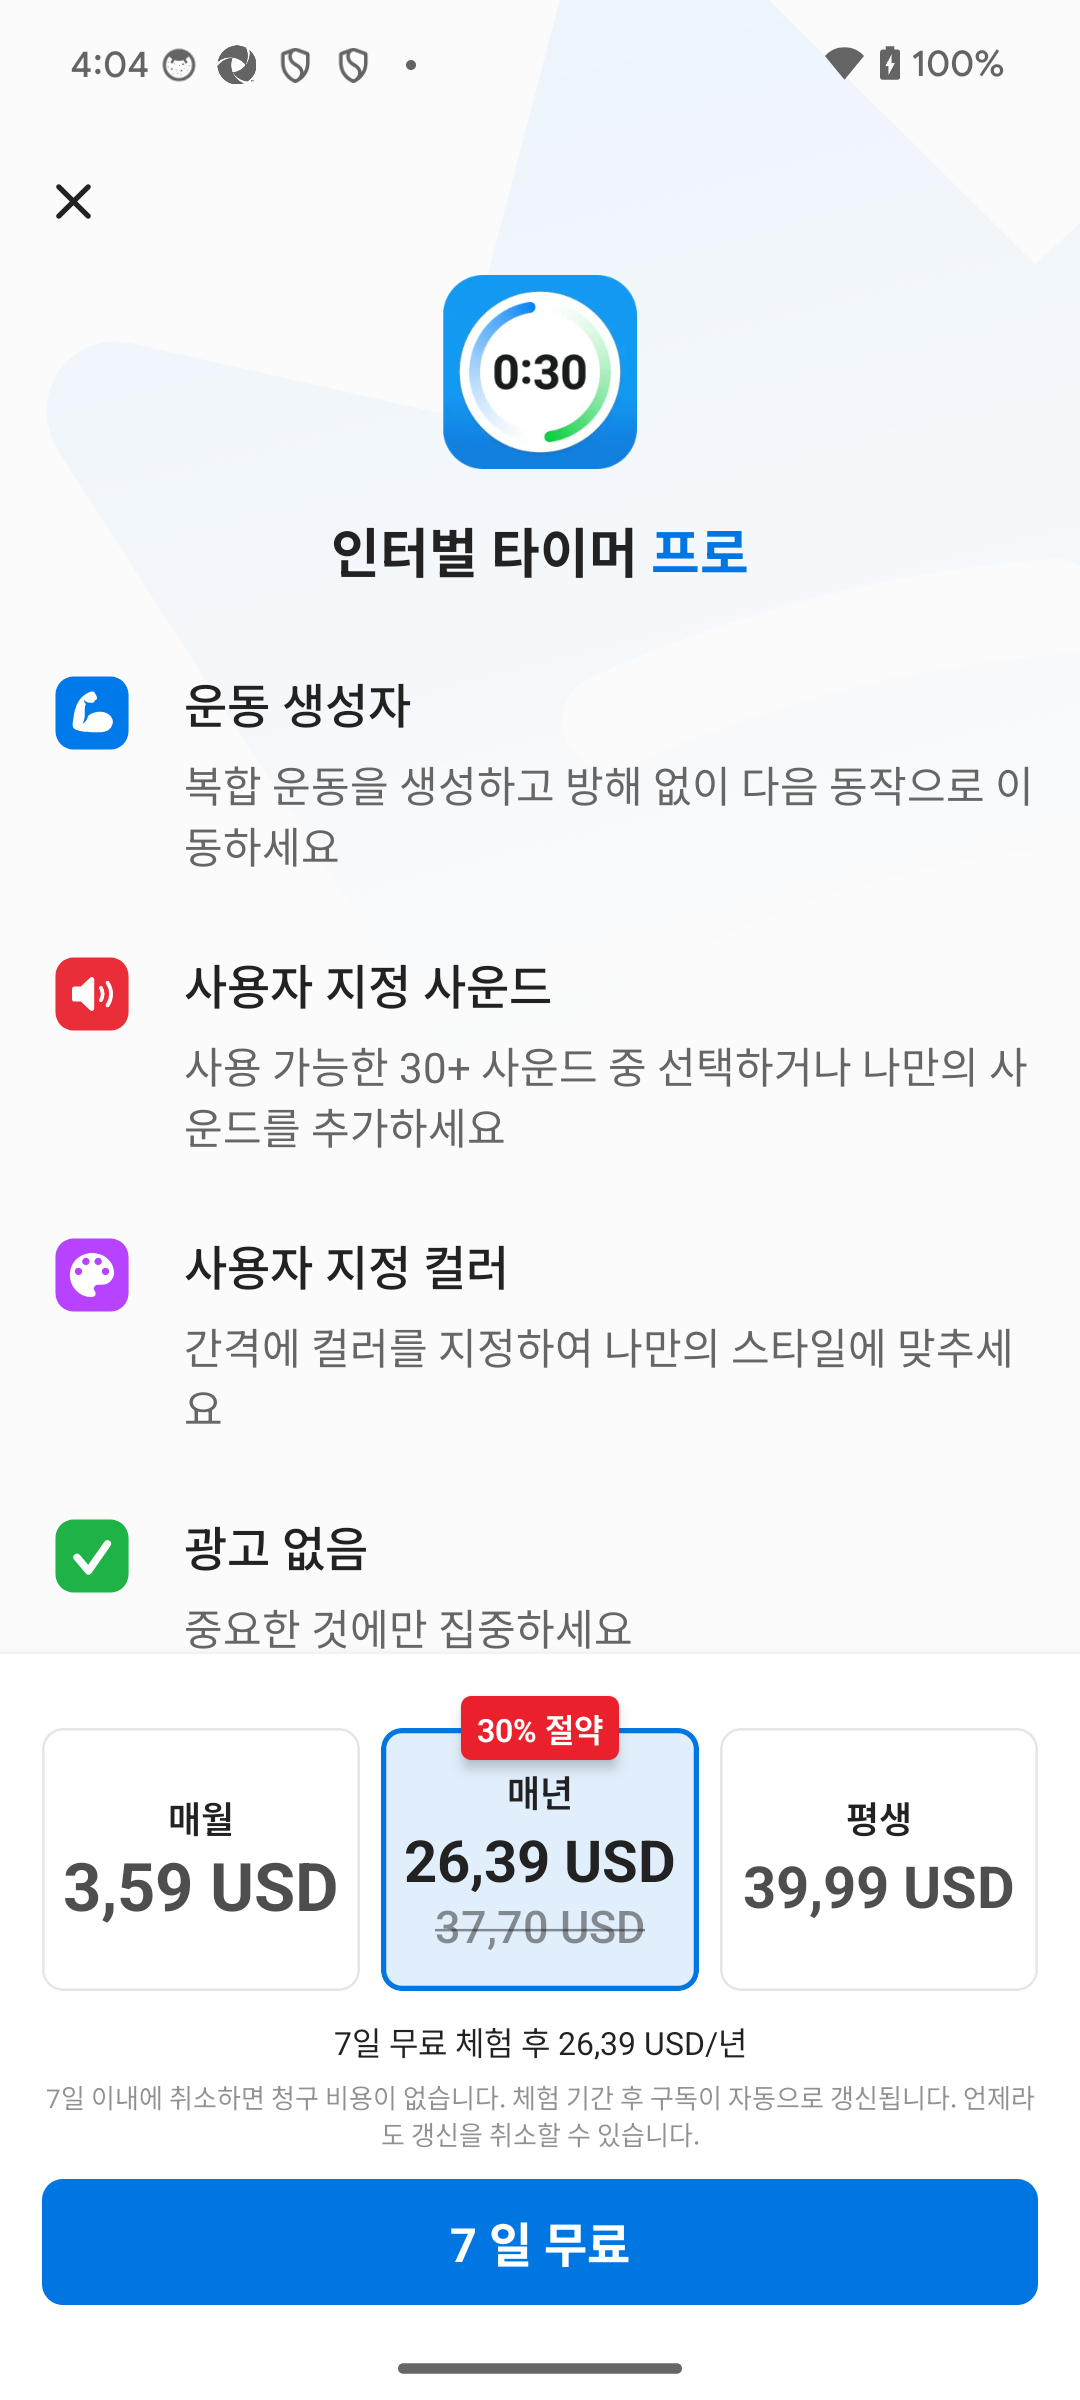 4:04
100%
0:30
인터벌 타이머 프로
운동 생성자
복합 운동을 생성하고 방해 없이 다음 동작으로 이
동하세요
사용자 지정 사운드
사용 가능한 30+ 사운드 중 선택하거나 나만의 사
운드를 추가하세요
사용자 지정 컬러
간격에 컬러를 지정하여 나만의 스타일에 맞추세
요
광고 없음
중요한 것에만 집중하세요
매월
3,59 USD
30% 절약
매년
26,39 USD
37,70 USD
평생
39,99 USD
7일 무료 체험 후 26,39 USD/년
7일 이내에 취소하면 청구 비용이 없습니다. 체험 기간 후 구독이 자동으로 갱신됩니다. 언제라
도 갱신을 취소할 수 있습니다.
7 일 무료